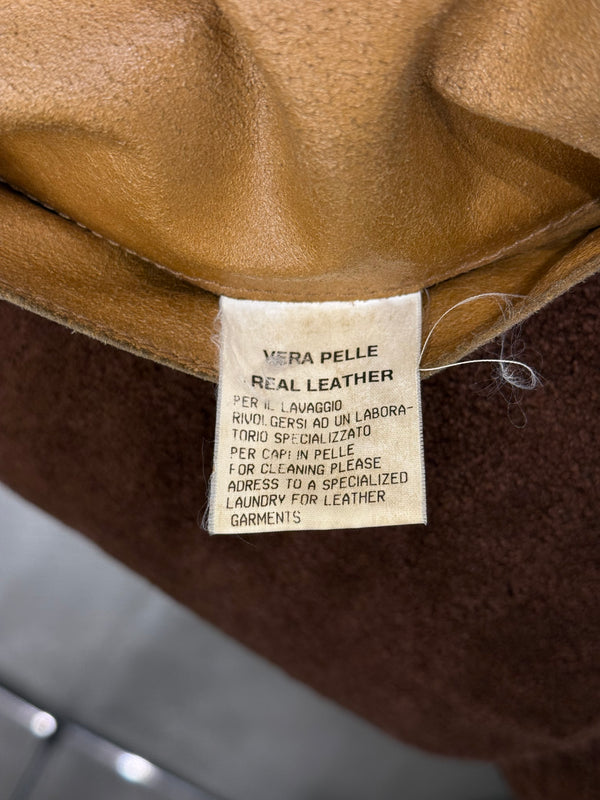 VERA PELLE
REAL LEATHER
PER IL LAVAGGIO
RIVOLGERSI AD UN LABORA-
TORIO SPECIALIZZATO
PER CAPI IN PELLE
FOR CLEANING PLEASE
ADRESS TO A SPECIALIZED
LAUNDRY FOR LEATHER
GARMENTS